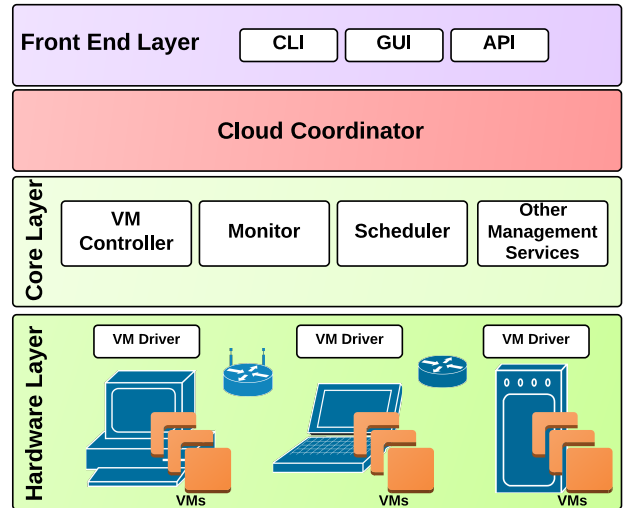 Front End Layer
CLI
GUI
API
Cloud Coordinator
Core Layer
VM
Controller
Monitor
Scheduler
Other
Management
Services
Hardware Layer
VM Driver
VM Driver
VM Driver
VMs
VMs
VMs